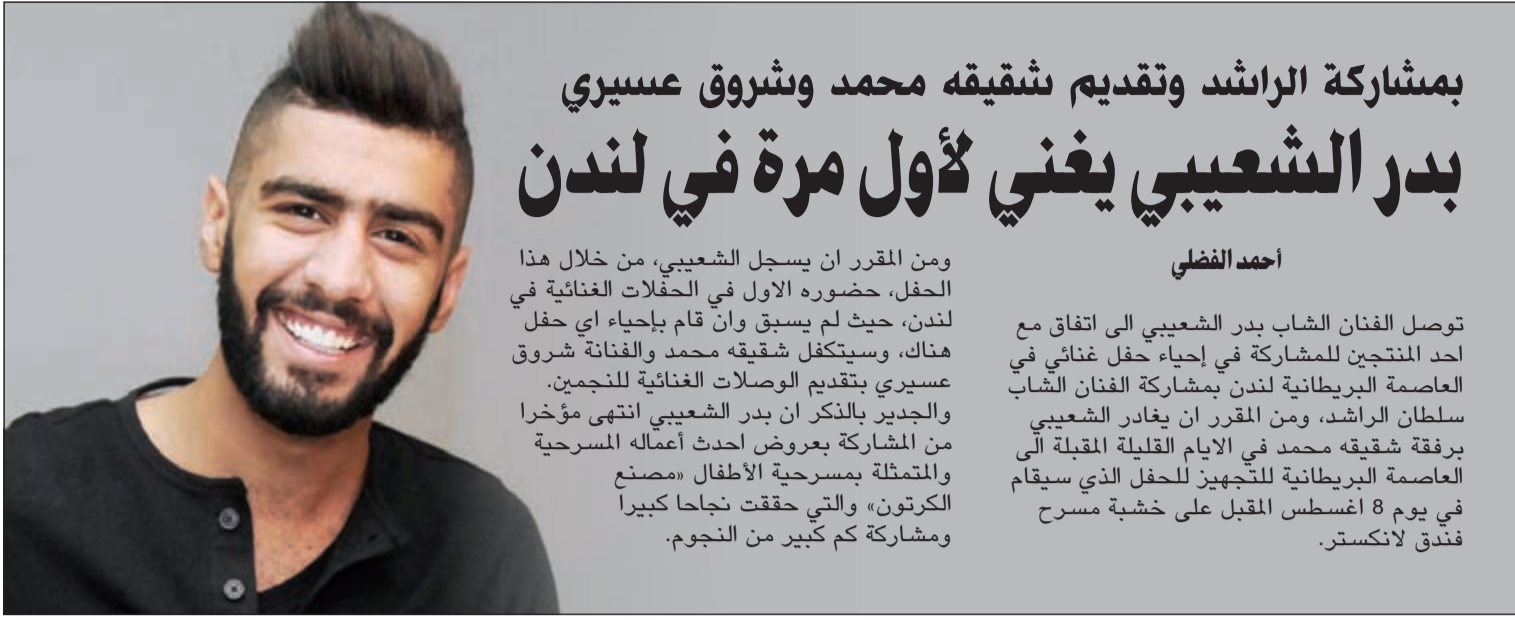 بمشاركة الراشد وتقديم شقيقه محمد وشروق عسيري
بدر الشعيبي يغني لأول مرة في لندن
أحمد الفضلي
توصل الفنان الشاب بدر الشعيبي الى اتفاق مع
احد المنتجين للمشاركة في إحياء حفل غنائي في
العاصمة البريطانية لندن بمشاركة الفنان الشاب
سلطان الراشد، ومن المقرر ان يغادر الشعيبي
برفقة شقيقه محمد في الايام القليلة المقبلة الى
العاصمة البريطانية للتجهيز للحفل الذي سيقام
في يوم 8 اغسطس المقبل على خشبة مسرح
فندق لانكستر.
ومن المقرر ان يسجل الشعيبي، من خلال هذا
الحفل، حضوره الاول في الحفلات الغنائية في
لندن، حيث لم يسبق وان قام بإحياء اي حفل
هناك، وسيتكفل شقيقه محمد والفنانة شروق
عسيري بتقديم الوصلات الغنائية للنجمين.
والجدير بالذكر ان بدر الشعيبي انتهى مؤخرا
من المشاركة بعروض احدث أعماله المسرحية
والمتمثلة بمسرحية الأطفال «مصنع
الكرتون» والتي حققت نجاحا كبيرا
ومشاركة كم كبير من النجوم.